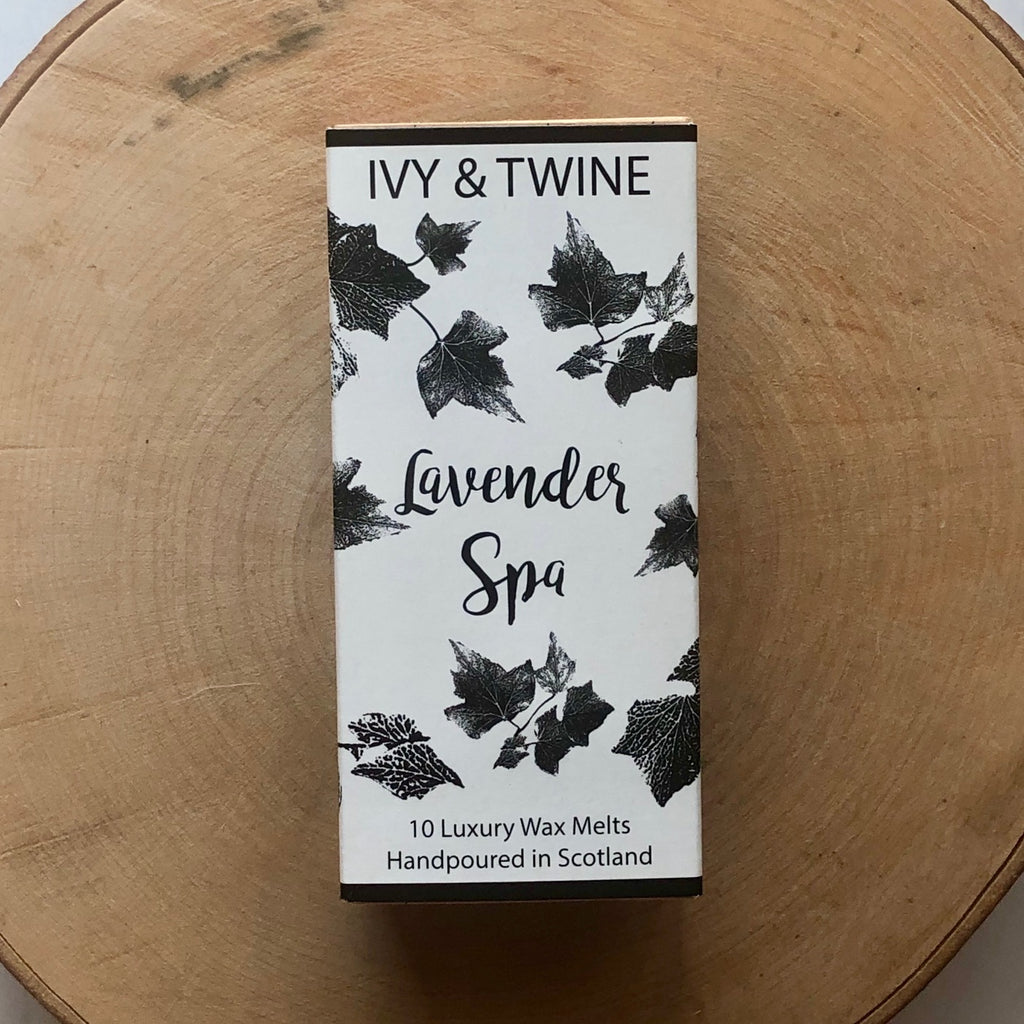 IVY & TWINE
Lavender
Spa
10 Luxury Wax Melts
Handpoured in Scotland